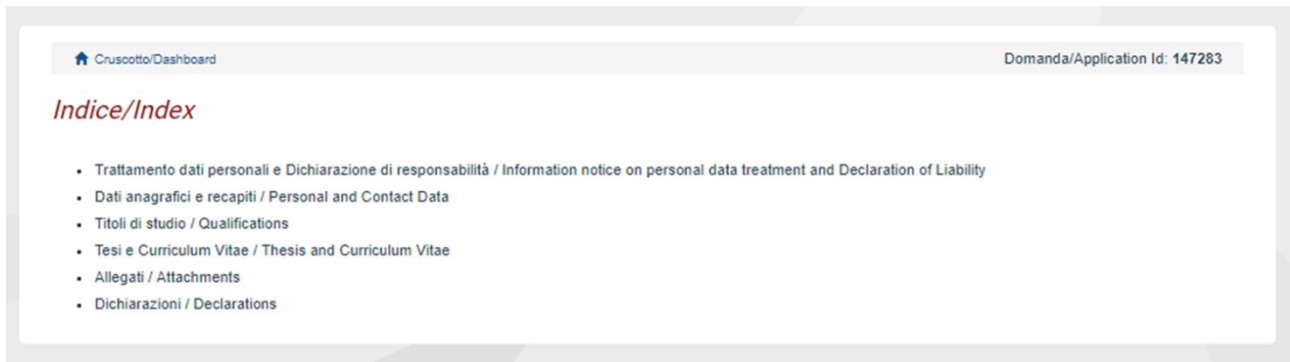 Cruscotto/Dashboard
Domanda/Application Id: 147283
Indice/Index
Trattamento dati personali e Dichiarazione di responsabilità / Information notice on personal data treatment and Declaration of Liability
Dati anagrafici e recapiti / Personal and Contact Data
Titoli di studio / Qualifications
Tesi e Curriculum Vitae / Thesis and Curriculum Vitae
Allegati / Attachments
Dichiarazioni / Declarations